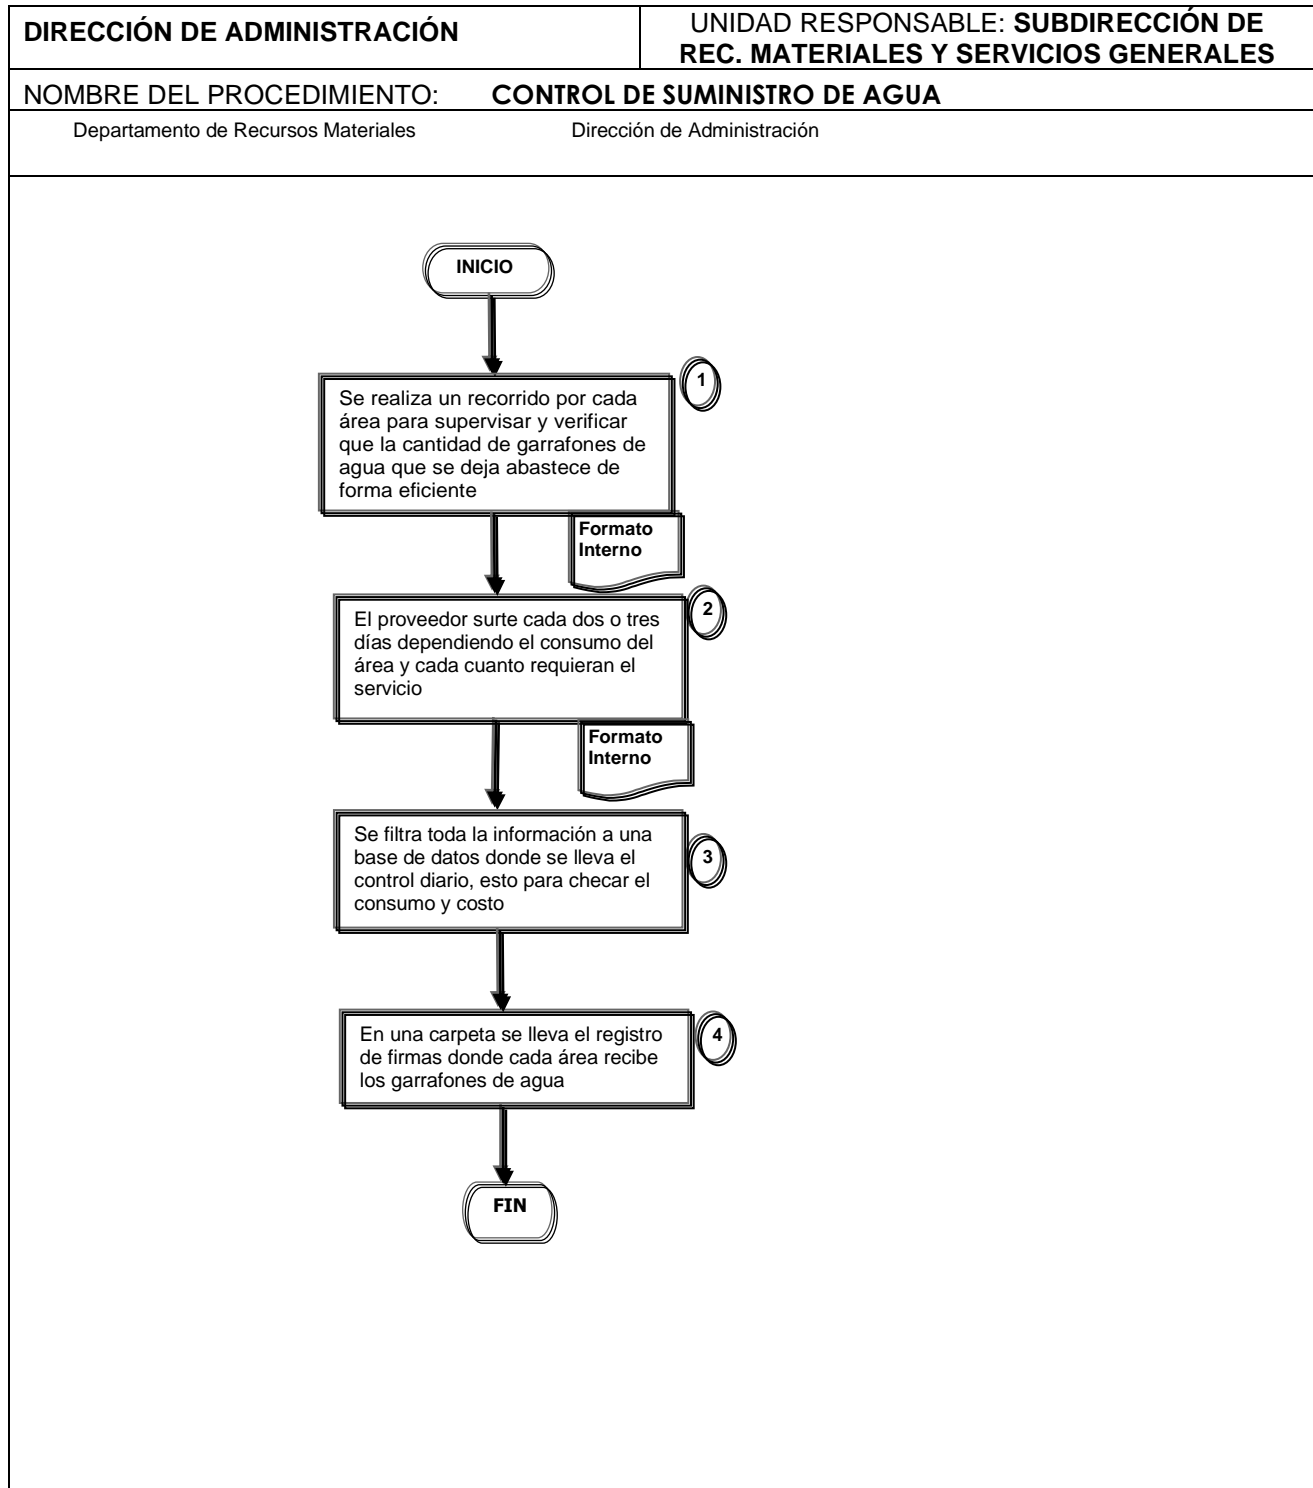 DIRECCIÓN DE ADMINISTRACIÓN
UNIDAD RESPONSABLE: SUBDIRECCIÓN DE
REC. MATERIALES Y SERVICIOS GENERALES
NOMBRE DEL PROCEDIMIENTO: CONTROL DE SUMINISTRO DE AGUA
Departamento de Recursos Materiales Dirección de Administración
INICIO
1
Se realiza un recorrido por cada
área para supervisar y verificar
que la cantidad de garrafones de
agua que se deja abastece de
forma eficiente
Formato
Interno
2
El proveedor surte cada dos o tres
días dependiendo el consumo del
área y cada cuanto requieran el
servicio
Formato
Interno
Se filtra toda la información a una
base de datos donde se lleva el
control diario, esto para checar el
consumo y costo
3
En una carpeta se lleva el registro
de firmas donde cada área recibe
los garrafones de agua
4
FIN